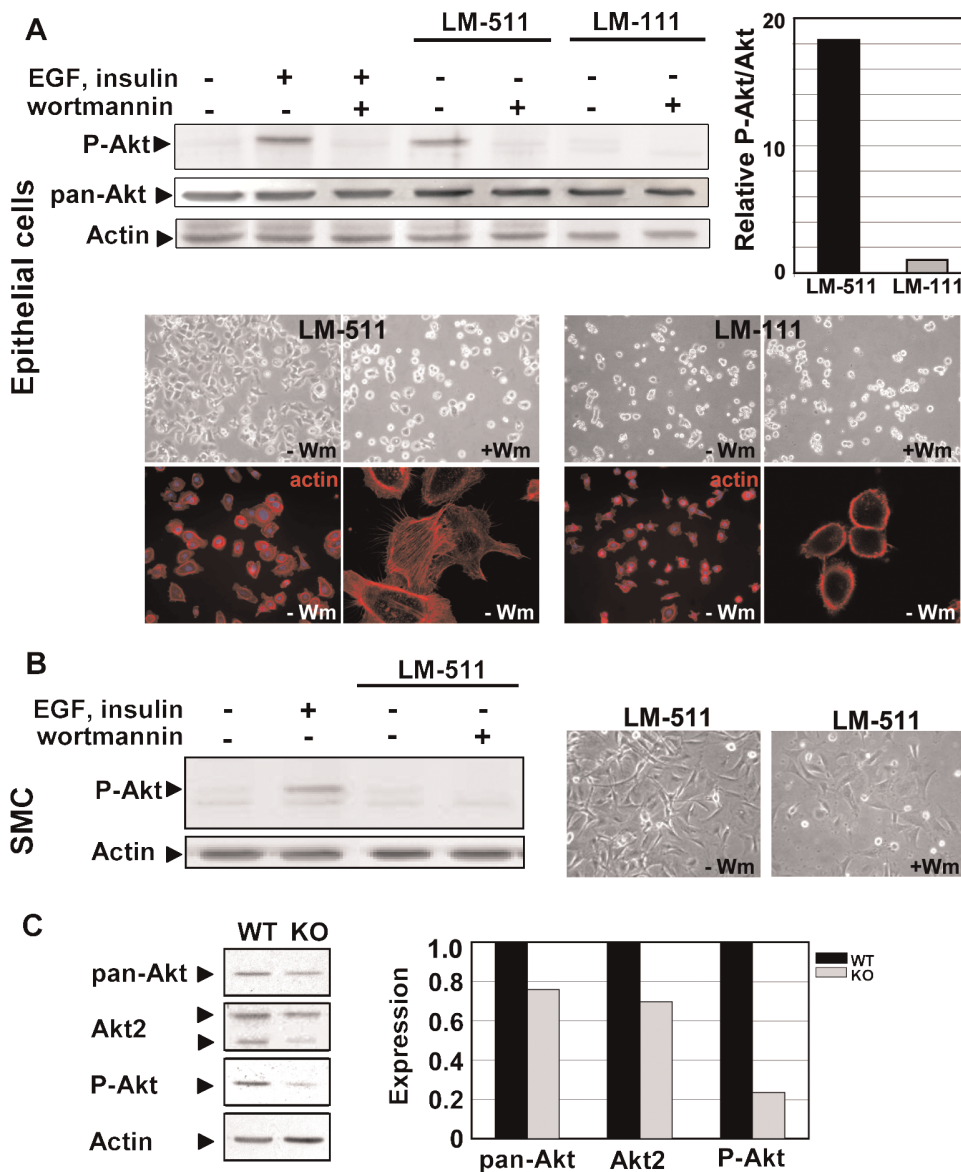 A
LM-511 LM-111
EGF, insulin - + + - - - -
wortmannin - - + - + - +
P-Akt
pan-Akt
Actin
Epithelial cells
Relative P-Akt/Akt
20
10
0
LM-511 LM-111
LM-511 LM-111
- Wm +Wm - Wm +Wm
actin actin
- Wm - Wm - Wm - Wm
B
LM-511
EGF, insulin - + - -
wortmannin - - - +
P-Akt
Actin
SMC
LM-511 LM-511
- Wm +Wm
C
WT KO
pan-Akt
Akt2
P-Akt
Actin
Expression
1.0
0.8
0.6
0.4
0.2
0
pan-Akt Akt2 P-Akt
WT
KO